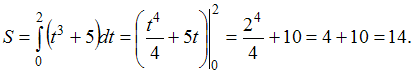 S = ∫₀² (t³ + 5)dt = (t⁴/4 + 5t)|₀² = 2⁴/4 + 10 = 4 + 10 = 14.